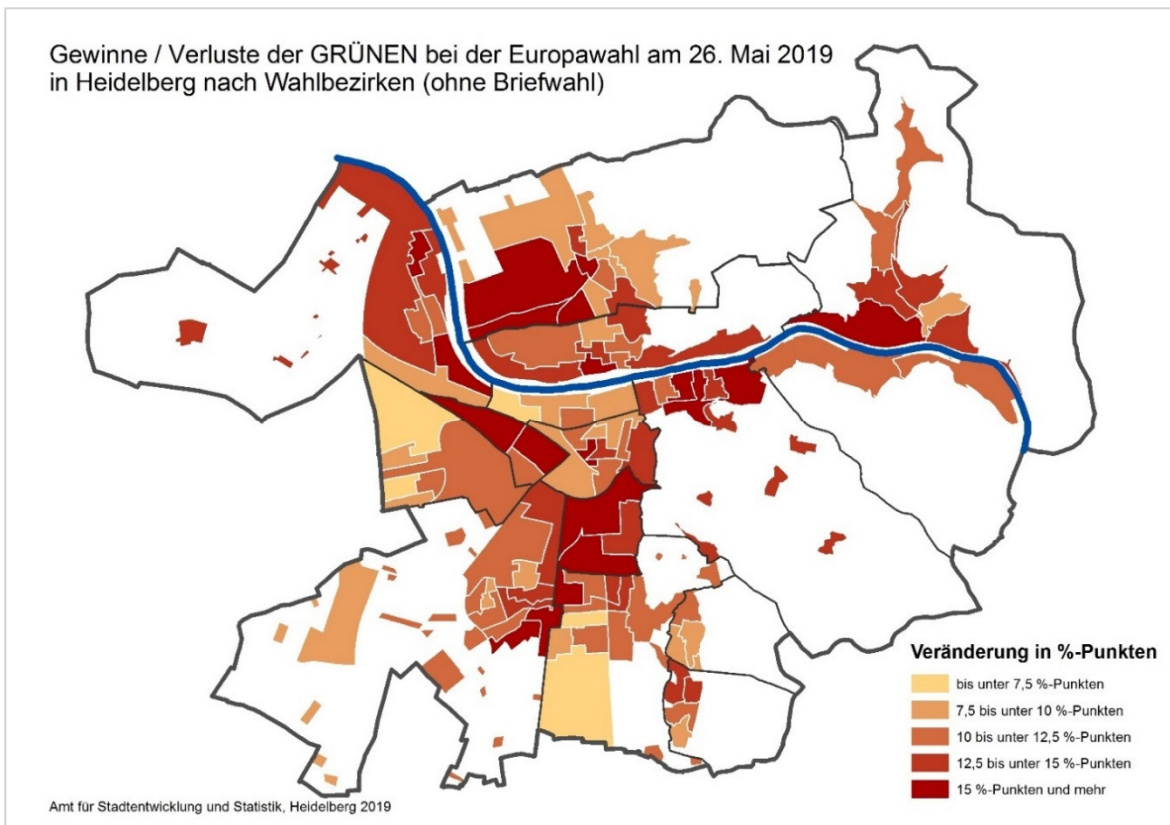 Gewinne / Verluste der GRÜNEN bei der Europawahl am 26. Mai 2019
in Heidelberg nach Wahlbezirken (ohne Briefwahl)
Veränderung in %-Punkten
bis unter 7,5 %-Punkten
7,5 bis unter 10 %-Punkten
10 bis unter 12,5 %-Punkten
12,5 bis unter 15 %-Punkten
15 %-Punkten und mehr
Amt für Stadtentwicklung und Statistik, Heidelberg 2019